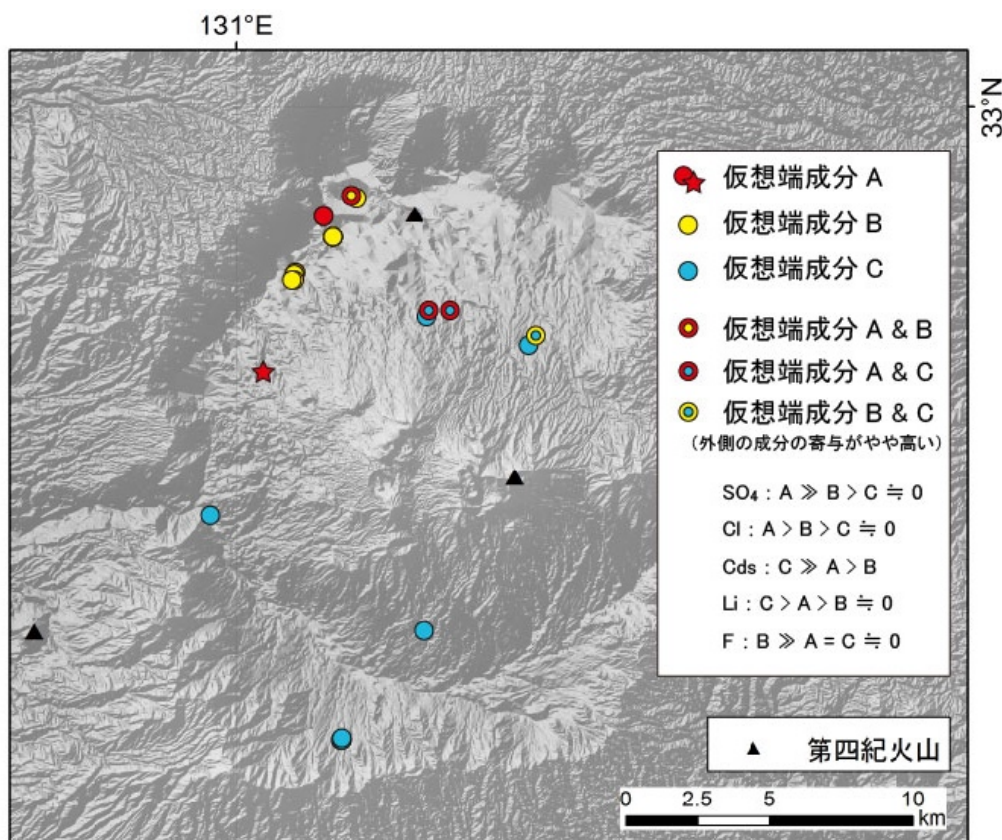 131°E
33°N
仮想端成分 A
仮想端成分 B
仮想端成分 C
仮想端成分 A & B
仮想端成分 A & C
仮想端成分 B & C
(外側の成分の寄与がやや高い)
SO₄ : A ≫ B > C ≒ 0
Cl : A > B > C ≒ 0
Cds : C ≫ A > B
Li : C > A > B ≒ 0
F : B ≫ A = C ≒ 0
第四紀火山
0 2.5 5 10
km